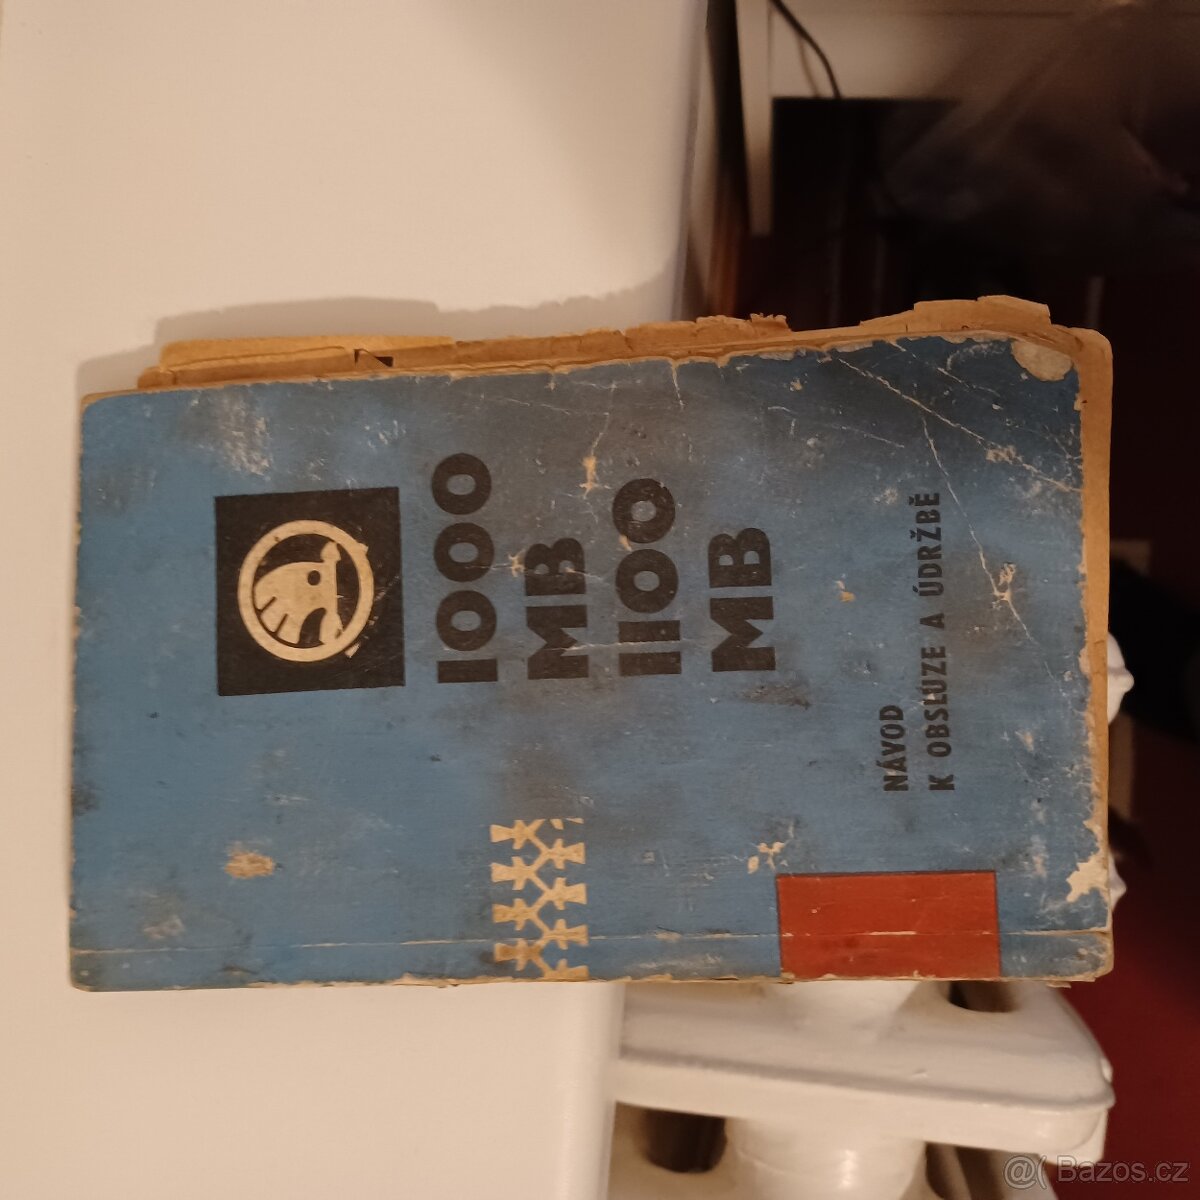 1000
MB
1100
MB
NÁVOD
K OBSLUZE A ÚDRŽBĚ
@( Bazos.cz